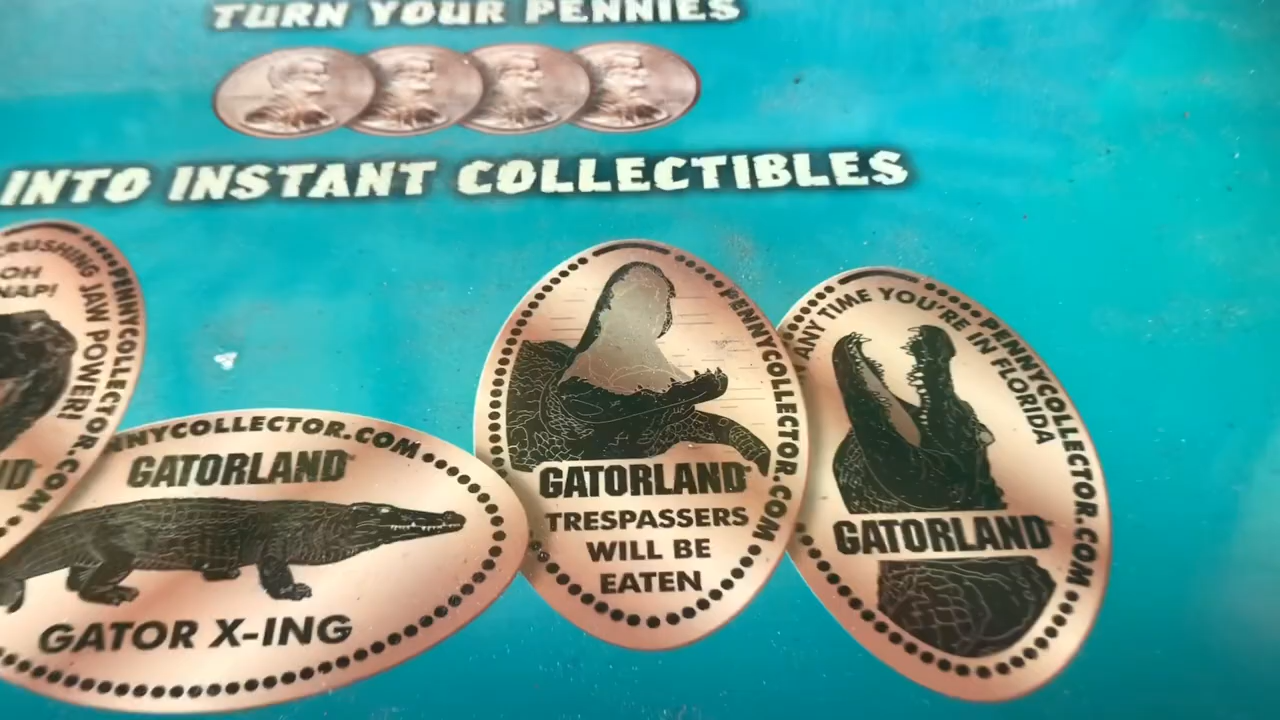 TURN YOUR PENNIES
INTO INSTANT COLLECTIBLES
CRUSHING JAW POWER!
OH
SNAP!
PENNYCOLLECTOR.COM
PENNYCOLLECTOR.COM
GATORLAND
GATOR X-ING
PENNYCOLLECTOR.COM
GATORLAND
TRESPASSERS
WILL BE
EATEN
ANY TIME YOU'RE IN FLORIDA
PENNYCOLLECTOR.COM
GATORLAND